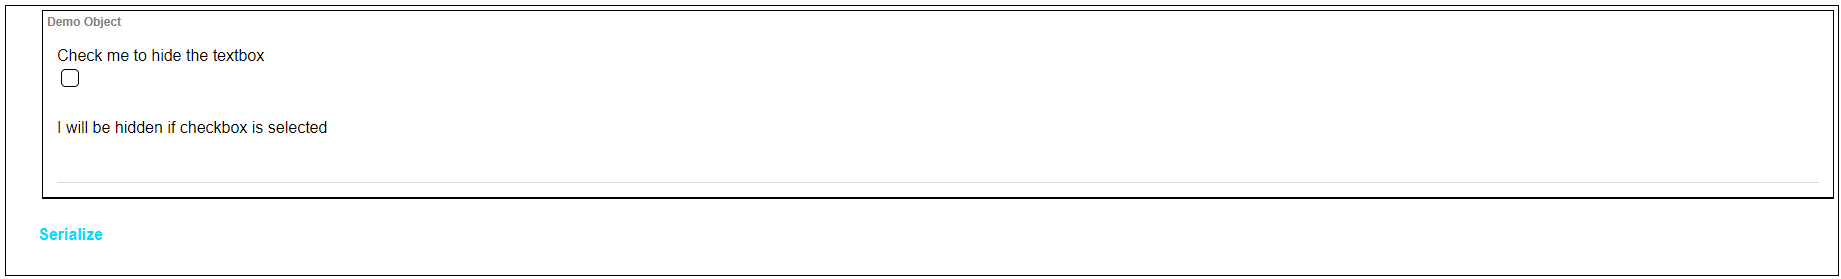 Demo Object
Check me to hide the textbox
I will be hidden if checkbox is selected
Serialize